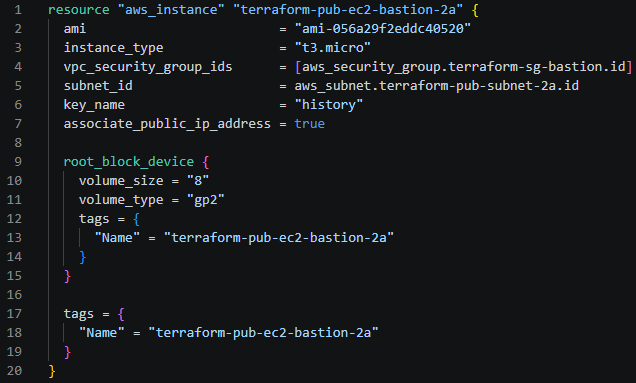 1 resource "aws_instance" "terraform-pub-ec2-bastion-2a" {
2   ami                         = "ami-056a29f2eddc40520"
3   instance_type               = "t3.micro"
4   vpc_security_group_ids      = [aws_security_group.terraform-sg-bastion.id]
5   subnet_id                   = aws_subnet.terraform-pub-subnet-2a.id
6   key_name                    = "history"
7   associate_public_ip_address = true
8
9   root_block_device {
10     volume_size = "8"
11     volume_type = "gp2"
12     tags = {
13       "Name" = "terraform-pub-ec2-bastion-2a"
14     }
15   }
16
17   tags = {
18     "Name" = "terraform-pub-ec2-bastion-2a"
19   }
20 }